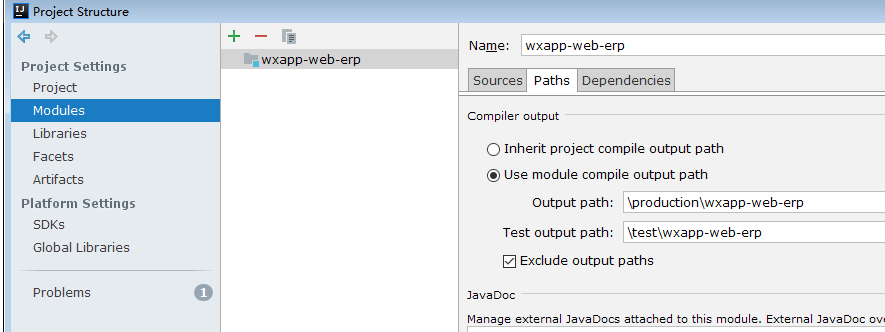 Project Structure
Project Settings
Project
Modules
Libraries
Facets
Artifacts
Platform Settings
SDKs
Global Libraries
Problems 1
wxapp-web-erp
Name: wxapp-web-erp
Sources Paths Dependencies
Compiler output
Inherit project compile output path
Use module compile output path
Output path: \production\wxapp-web-erp
Test output path: \test\wxapp-web-erp
Exclude output paths
JavaDoc
Manage external JavaDocs attached to this module. External JavaDoc ove